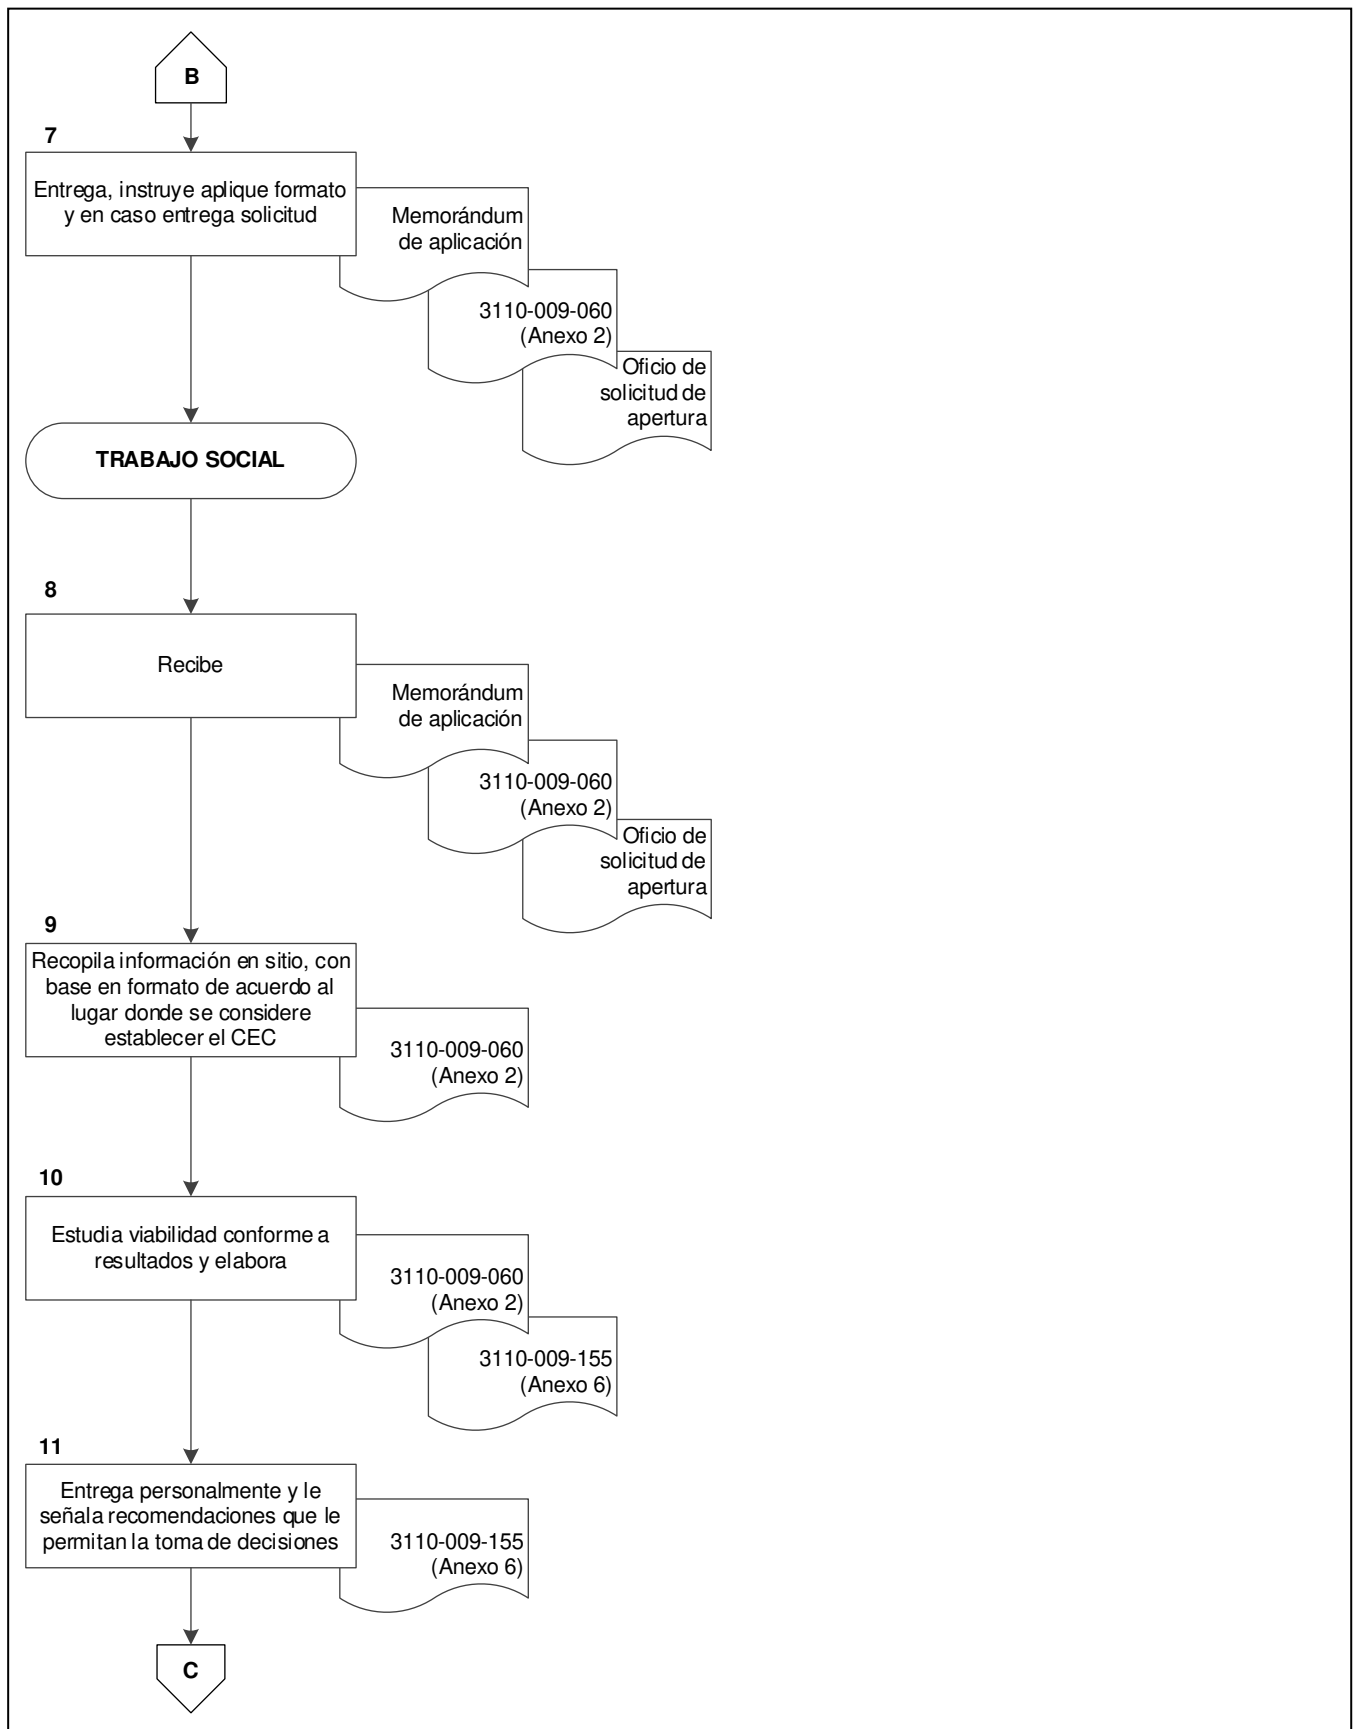 B
7
Entrega, instruye aplique formato
y en caso entrega solicitud
Memorándum
de aplicación
3110-009-060
(Anexo 2)
Oficio de
solicitud de
apertura
TRABAJO SOCIAL
8
Recibe
Memorándum
de aplicación
3110-009-060
(Anexo 2)
Oficio de
solicitud de
apertura
9
Recopila información en sitio, con
base en formato de acuerdo al
lugar donde se considere
establecer el CEC
3110-009-060
(Anexo 2)
10
Estudia viabilidad conforme a
resultados y elabora
3110-009-060
(Anexo 2)
3110-009-155
(Anexo 6)
11
Entrega personalmente y le
señala recomendaciones que le
permitan la toma de decisiones
3110-009-155
(Anexo 6)
C